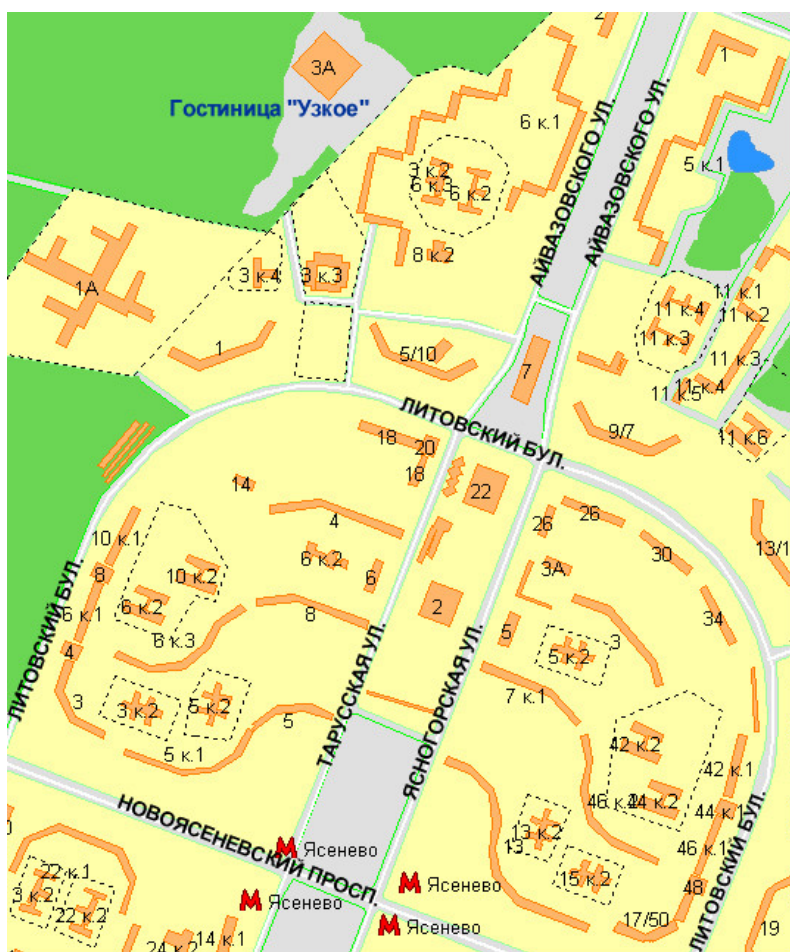 2
3А
Гостиница "Узкое"
1
6 к.1
АЙВАЗОВСКОГО УЛ.
АЙВАЗОВСКОГО УЛ.
5 к.1
3 к.2
6 к.3
6 к.2
8 к.2
1А
3 к.4
3 к.3
11 к.1
11 к.4
11 к.2
11 к.3
11 к.3
1
5/10
7
11 к.4
11 к.5
ЛИТОВСКИЙ БУЛ.
9/7
11 к.6
18
20
18
14
22
4
26
26
13/1
10 к.1
30
6 к.2
10 к.2
6
3А
8
6 к.2
2
34
6 к.1
8
5
3
6 к.3
4
5 к.2
ЛИТОВСКИЙ БУЛ.
ТАРУССКАЯ УЛ.
ЯСНОГОРСКАЯ УЛ.
3
3 к.2
5 к.2
7 к.1
5
5 к.1
42 к.2
42 к.1
44 к.2
44 к.1
НОВОЯСЕНЕВСКИЙ ПРОСП.
13 к.2
13
46 к.1
ЛИТОВСКИЙ БУЛ.
Ясенево
22 к.1
Ясенево
15 к.2
48
3 к.2
Ясенево
22 к.2
Ясенево
17/50
24 к.2
14 к.1
19